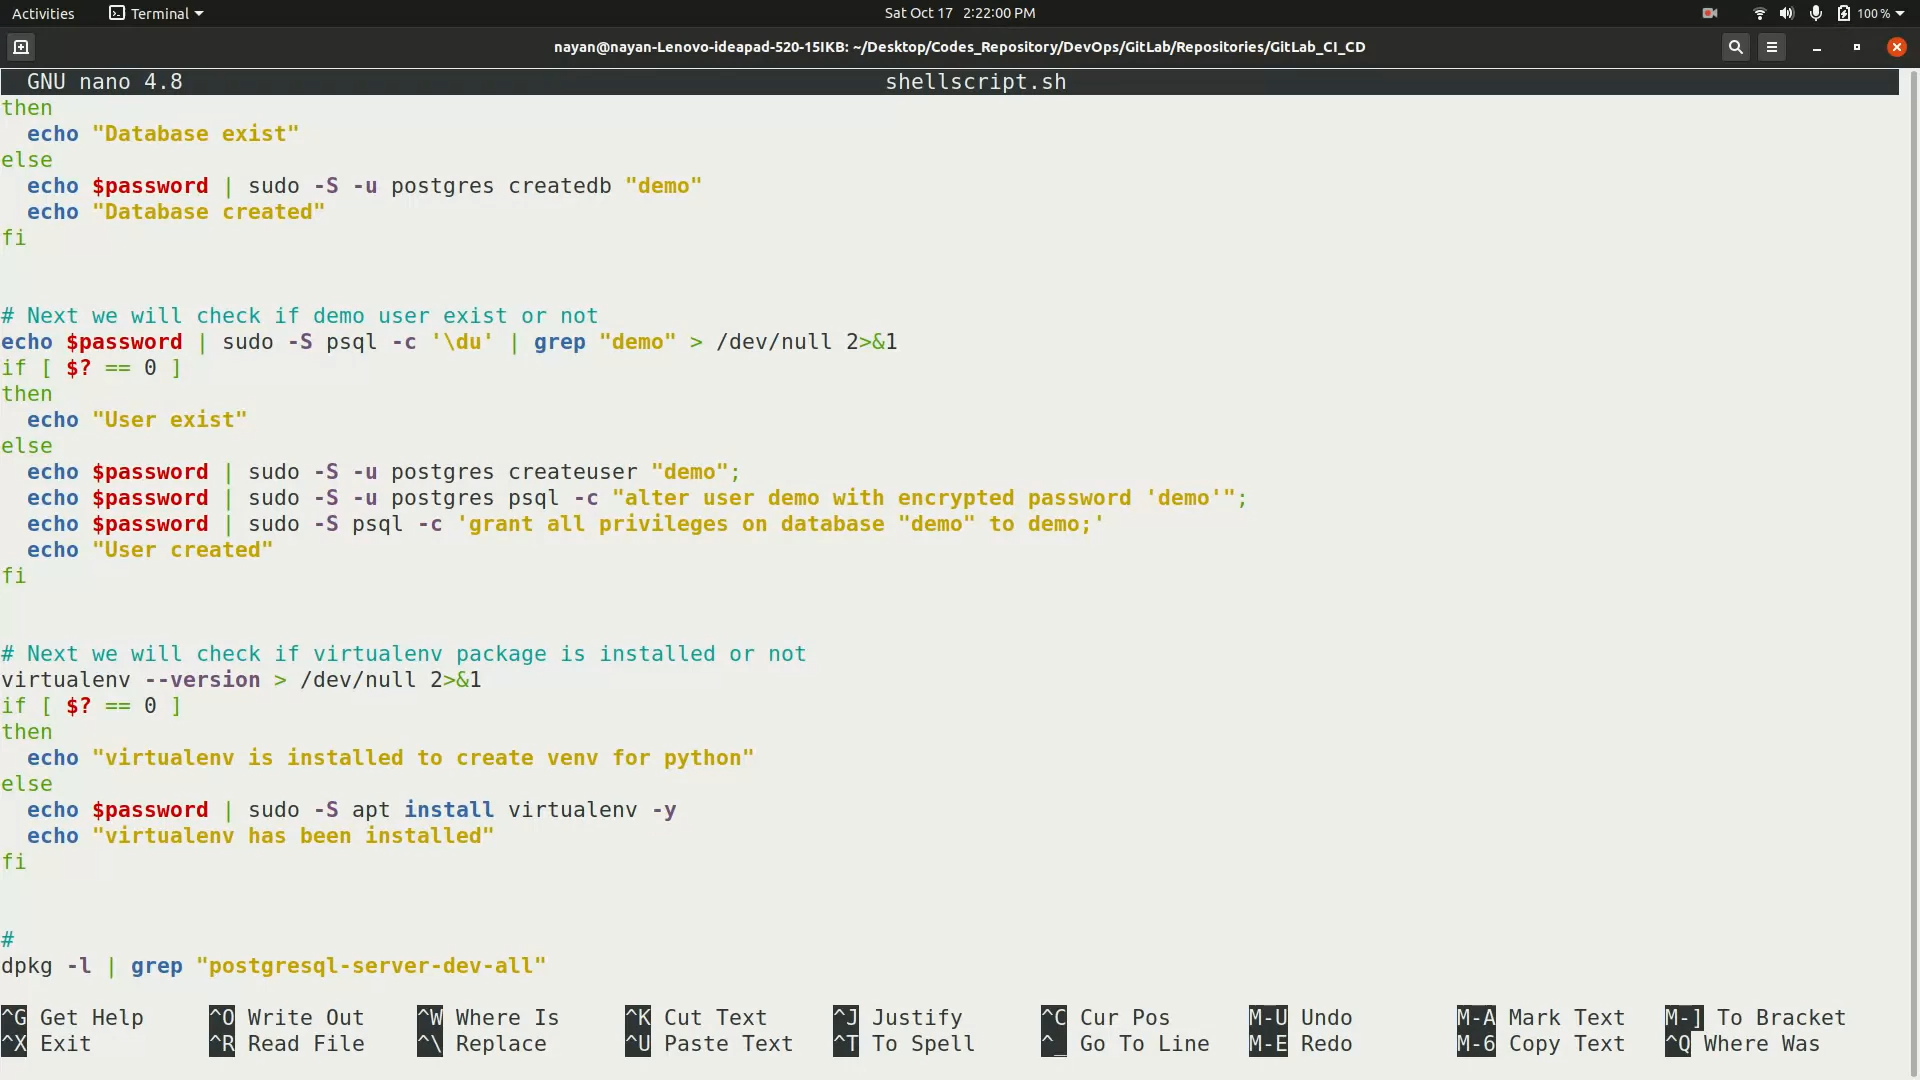 Activities Terminal Sat Oct 17 2:22:00 PM 100 %
nayan@nayan-Lenovo-ideapad-520-15IKB: ~/Desktop/Codes_Repository/DevOps/GitLab/Repositories/GitLab_CI_CD
GNU nano 4.8 shellscript.sh
then
  echo "Database exist"
else
  echo $password | sudo -S -u postgres createdb "demo"
  echo "Database created"
fi
# Next we will check if demo user exist or not
echo $password | sudo -S psql -c '\du' | grep "demo" > /dev/null 2>&1
if [ $? == 0 ]
then
  echo "User exist"
else
  echo $password | sudo -S -u postgres createuser "demo";
  echo $password | sudo -S -u postgres psql -c "alter user demo with encrypted password 'demo'";
  echo $password | sudo -S psql -c 'grant all privileges on database "demo" to demo;'
  echo "User created"
fi
# Next we will check if virtualenv package is installed or not
virtualenv --version > /dev/null 2>&1
if [ $? == 0 ]
then
  echo "virtualenv is installed to create venv for python"
else
  echo $password | sudo -S apt install virtualenv -y
  echo "virtualenv has been installed"
fi
#
dpkg -l | grep "postgresql-server-dev-all"
^G Get Help ^O Write Out ^W Where Is ^K Cut Text ^J Justify ^C Cur Pos M-U Undo M-A Mark Text M-] To Bracket
^X Exit ^R Read File ^\ Replace ^U Paste Text ^T To Spell ^_ Go To Line M-E Redo M-6 Copy Text ^Q Where Was